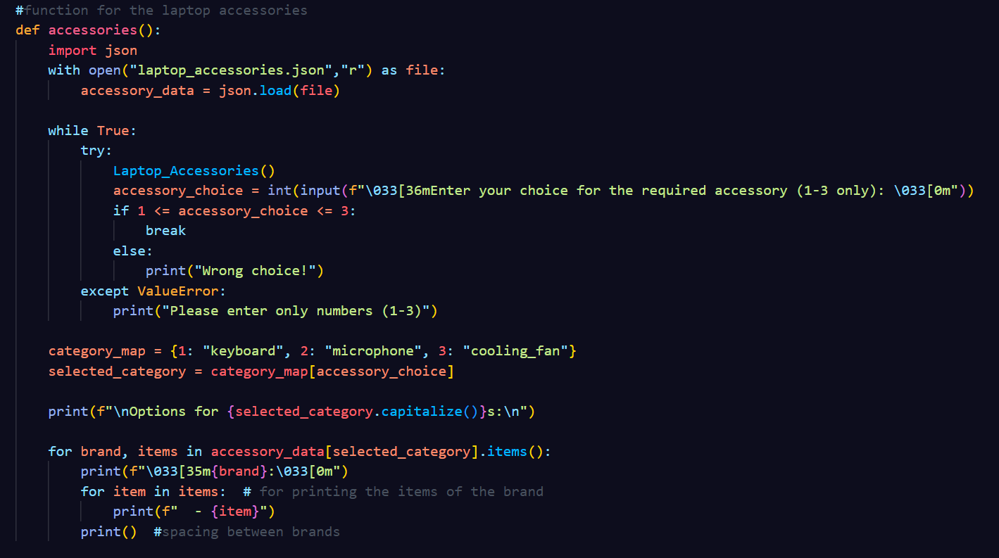 #function for the laptop accessories
def accessories():
    import json
    with open("laptop_accessories.json","r") as file:
        accessory_data = json.load(file)

    while True:
        try:
            Laptop_Accessories()
            accessory_choice = int(input(f"\033[36mEnter your choice for the required accessory (1-3 only): \033[0m"))
            if 1 <= accessory_choice <= 3:
                break
            else:
                print("Wrong choice!")
        except ValueError:
            print("Please enter only numbers (1-3)")

    category_map = {1: "keyboard", 2: "microphone", 3: "cooling_fan"}
    selected_category = category_map[accessory_choice]

    print(f"\nOptions for {selected_category.capitalize()}s:\n")

    for brand, items in accessory_data[selected_category].items():
        print(f"\033[35m{brand}:\033[0m")
        for item in items:  # for printing the items of the brand
            print(f"  - {item}")
        print()  #spacing between brands